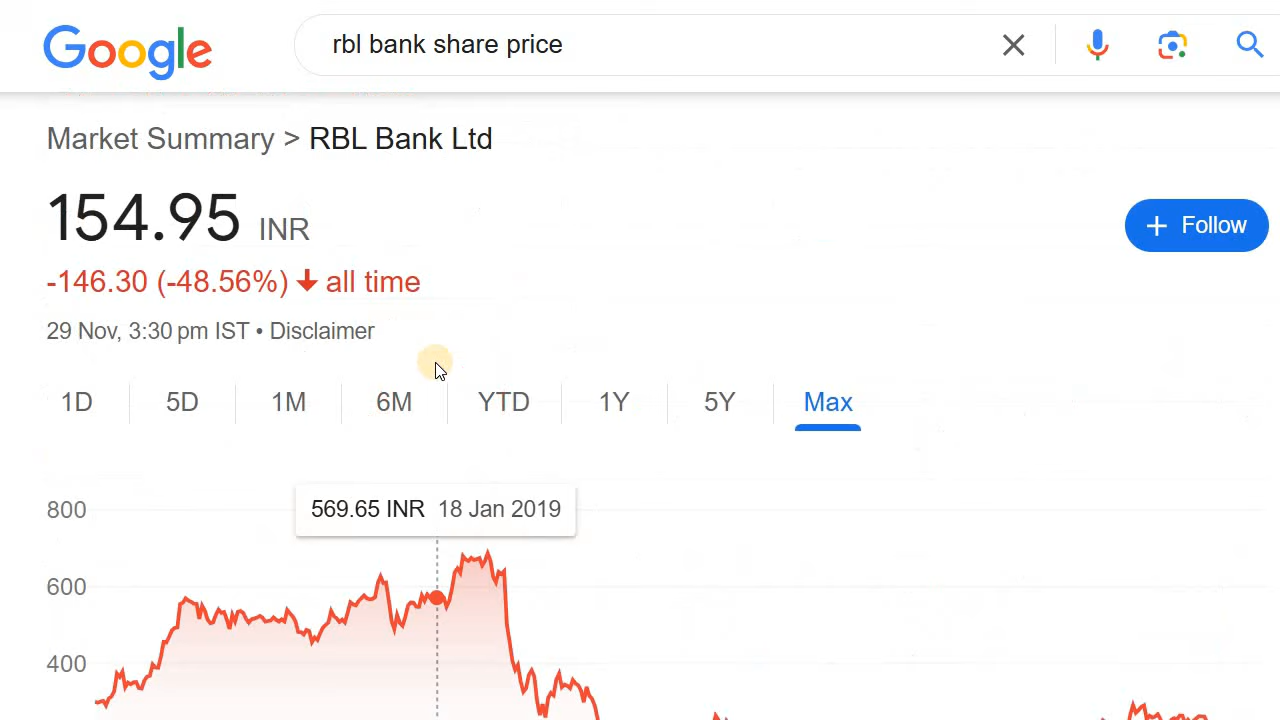 Google
rbl bank share price
Market Summary > RBL Bank Ltd
154.95 INR
+ Follow
-146.30 (-48.56%) ↓ all time
29 Nov, 3:30 pm IST • Disclaimer
1D 5D 1M 6M YTD 1Y 5Y Max
569.65 INR 18 Jan 2019
800
600
400